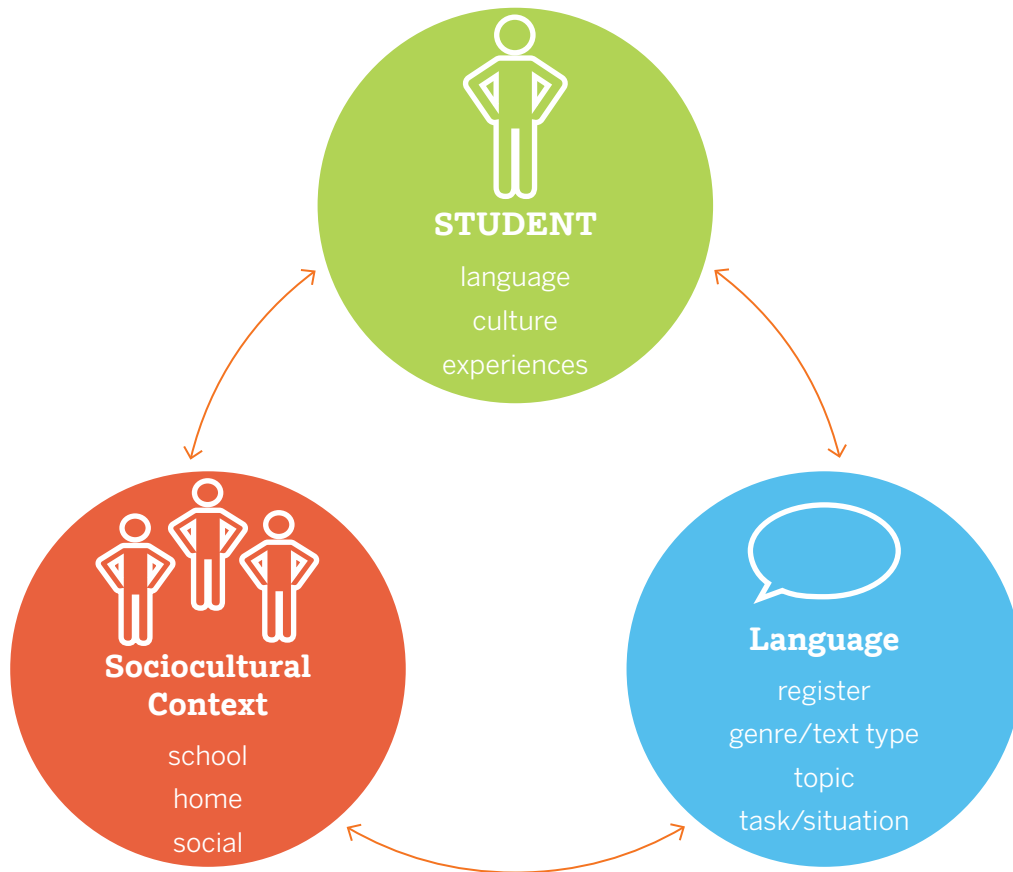 STUDENT
language
culture
experiences
Sociocultural
Context
school
home
social
Language
register
genre/text type
topic
task/situation